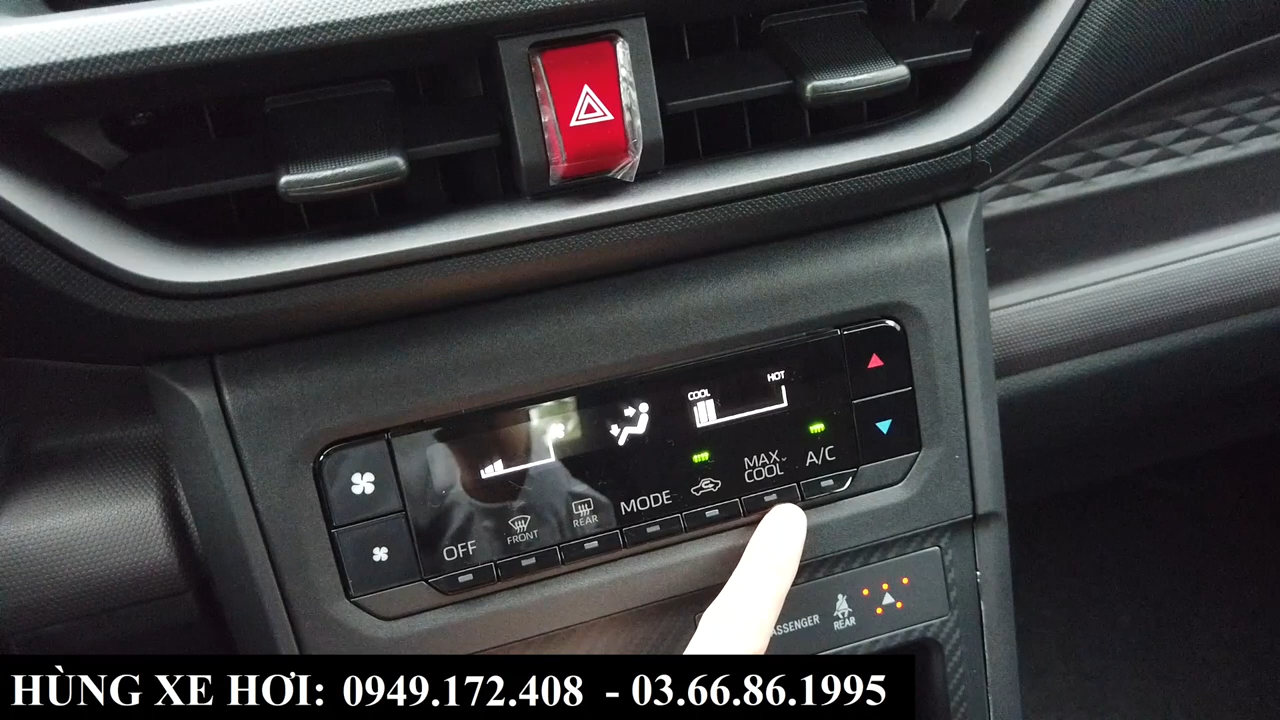 COOL HOT
OFF FRONT REAR MODE MAX COOL A/C
ASSENGER REAR
HÙNG XE HƠI: 0949.172.408 - 03.66.86.1995